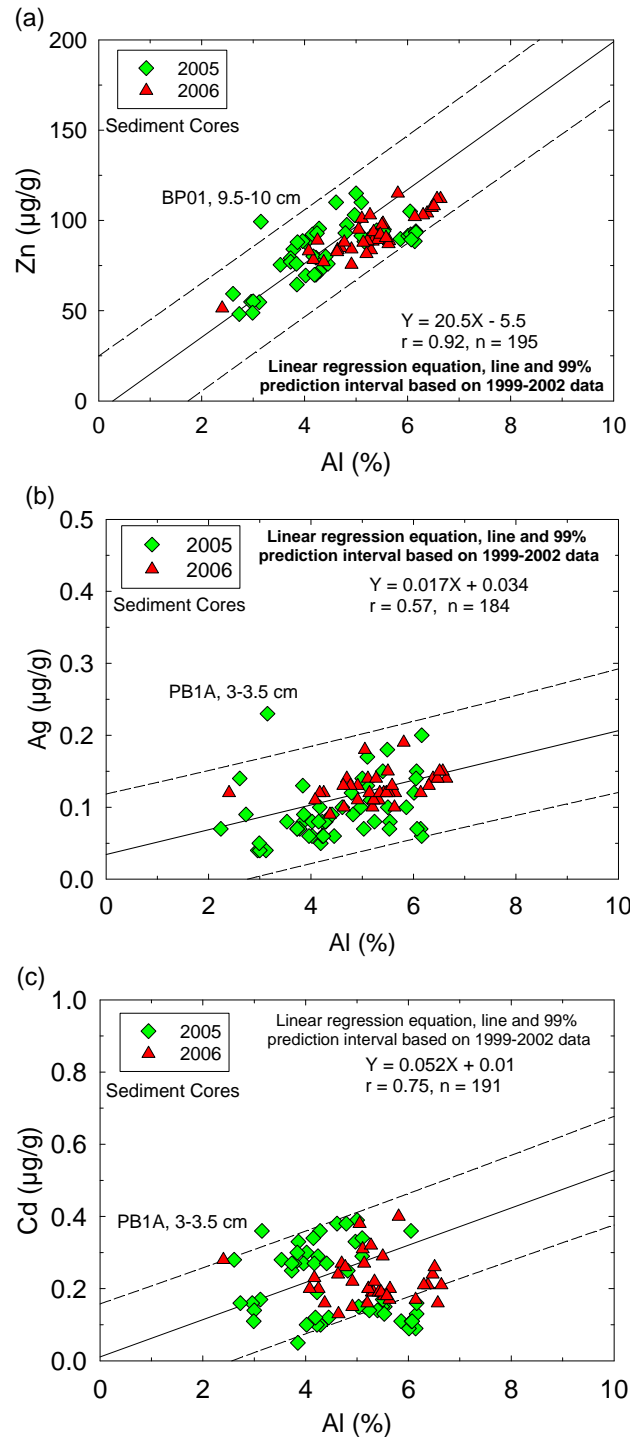 (a)
200
150
100
50
0
Zn (µg/g)
2005
2006
Sediment Cores
BP01, 9.5-10 cm
Y = 20.5X - 5.5
r = 0.92, n = 195
Linear regression equation, line and 99%
prediction interval based on 1999-2002 data
0 2 4 6 8 10
Al (%)
(b)
0.5
0.4
0.3
0.2
0.1
0.0
Ag (µg/g)
2005
2006
Sediment Cores
Linear regression equation, line and 99%
prediction interval based on 1999-2002 data
Y = 0.017X + 0.034
r = 0.57, n = 184
PB1A, 3-3.5 cm
0 2 4 6 8 10
Al (%)
(c)
1.0
0.8
0.6
0.4
0.2
0.0
Cd (µg/g)
2005
2006
Sediment Cores
Linear regression equation, line and 99%
prediction interval based on 1999-2002 data
Y = 0.052X + 0.01
r = 0.75, n = 191
PB1A, 3-3.5 cm
0 2 4 6 8 10
Al (%)